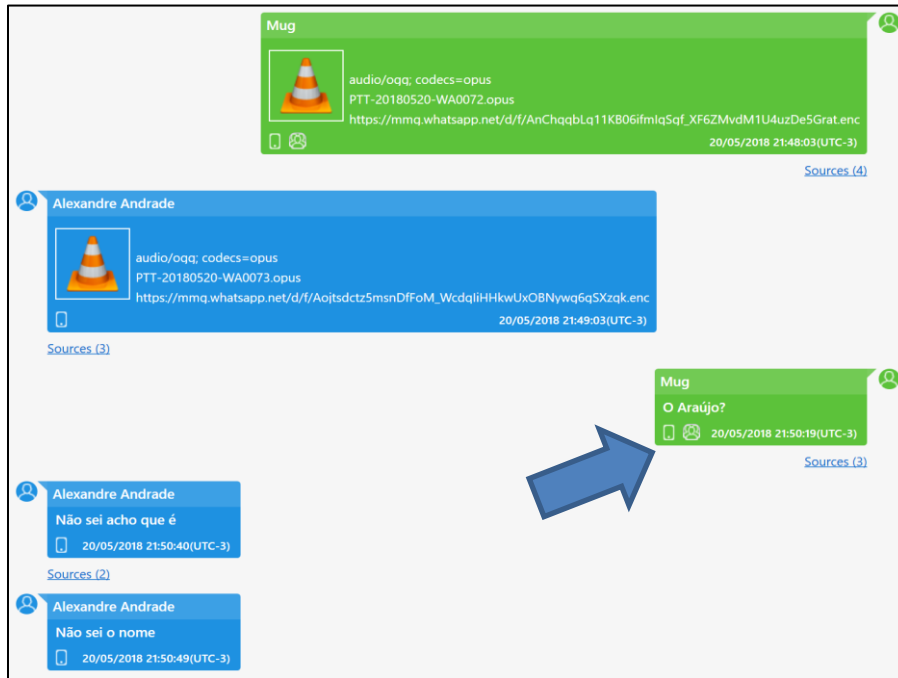 Mug
audio/oqq; codecs=opus
PTT-20180520-WA0072.opus
https://mmq.whatsapp.net/d/f/AnChqqbLq11KB06ifmIqSqf_XF6ZMvdM1U4uzDe5Grat.enc
20/05/2018 21:48:03(UTC-3)
Sources (4)
Alexandre Andrade
audio/oqq; codecs=opus
PTT-20180520-WA0073.opus
https://mmq.whatsapp.net/d/f/Aojtsdctz5msnDfFoM_WcdqIiHHkwUxOBNywq6qSXzqk.enc
20/05/2018 21:49:03(UTC-3)
Sources (3)
Mug
O Araújo?
20/05/2018 21:50:19(UTC-3)
Sources (3)
Alexandre Andrade
Não sei acho que é
20/05/2018 21:50:40(UTC-3)
Sources (2)
Alexandre Andrade
Não sei o nome
20/05/2018 21:50:49(UTC-3)